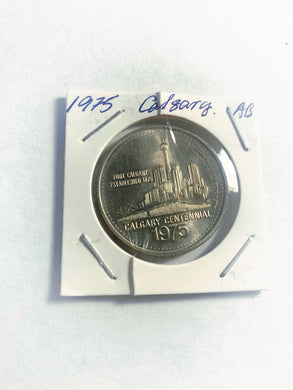 1975 Calgary. AB
FORT CALGARY
ESTABLISHED 1875
CALGARY CENTENNIAL
1975